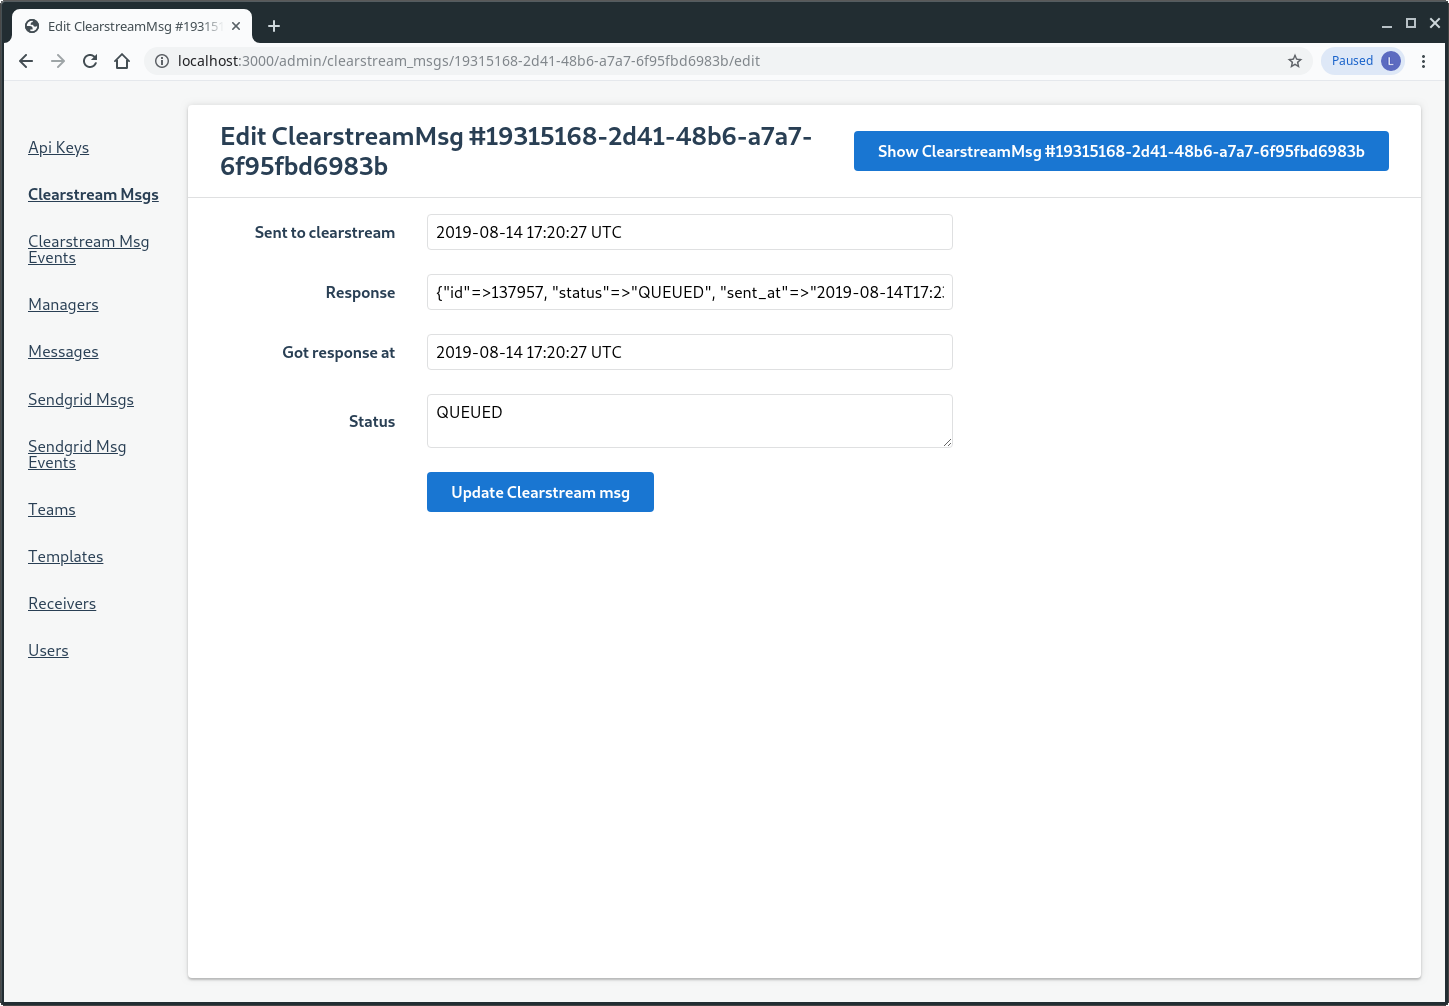 Edit ClearstreamMsg #19315
localhost:3000/admin/clearstream_msgs/19315168-2d41-48b6-a7a7-6f95fbd6983b/edit
Paused
L
Api Keys
Clearstream Msgs
Clearstream Msg
Events
Managers
Messages
Sendgrid Msgs
Sendgrid Msg
Events
Teams
Templates
Receivers
Users
Edit ClearstreamMsg #19315168-2d41-48b6-a7a7-
6f95fbd6983b
Show ClearstreamMsg #19315168-2d41-48b6-a7a7-6f95fbd6983b
Sent to clearstream
2019-08-14 17:20:27 UTC
Response
{"id"=>137957, "status"=>"QUEUED", "sent_at"=>"2019-08-14T17:2
Got response at
2019-08-14 17:20:27 UTC
Status
QUEUED
Update Clearstream msg